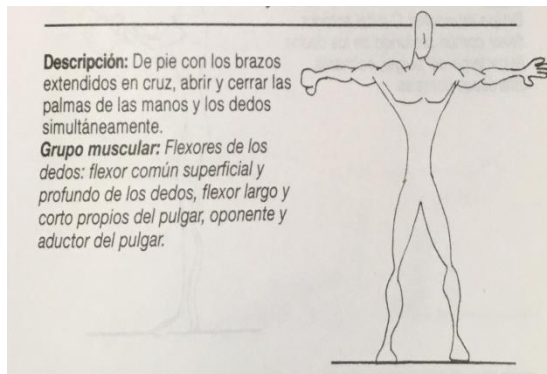 Descripción: De pie con los brazos
extendidos en cruz, abrir y cerrar las
palmas de las manos y los dedos
simultáneamente.
Grupo muscular: Flexores de los
dedos: flexor común superficial y
profundo de los dedos, flexor largo y
corto propios del pulgar, oponente y
aductor del pulgar.